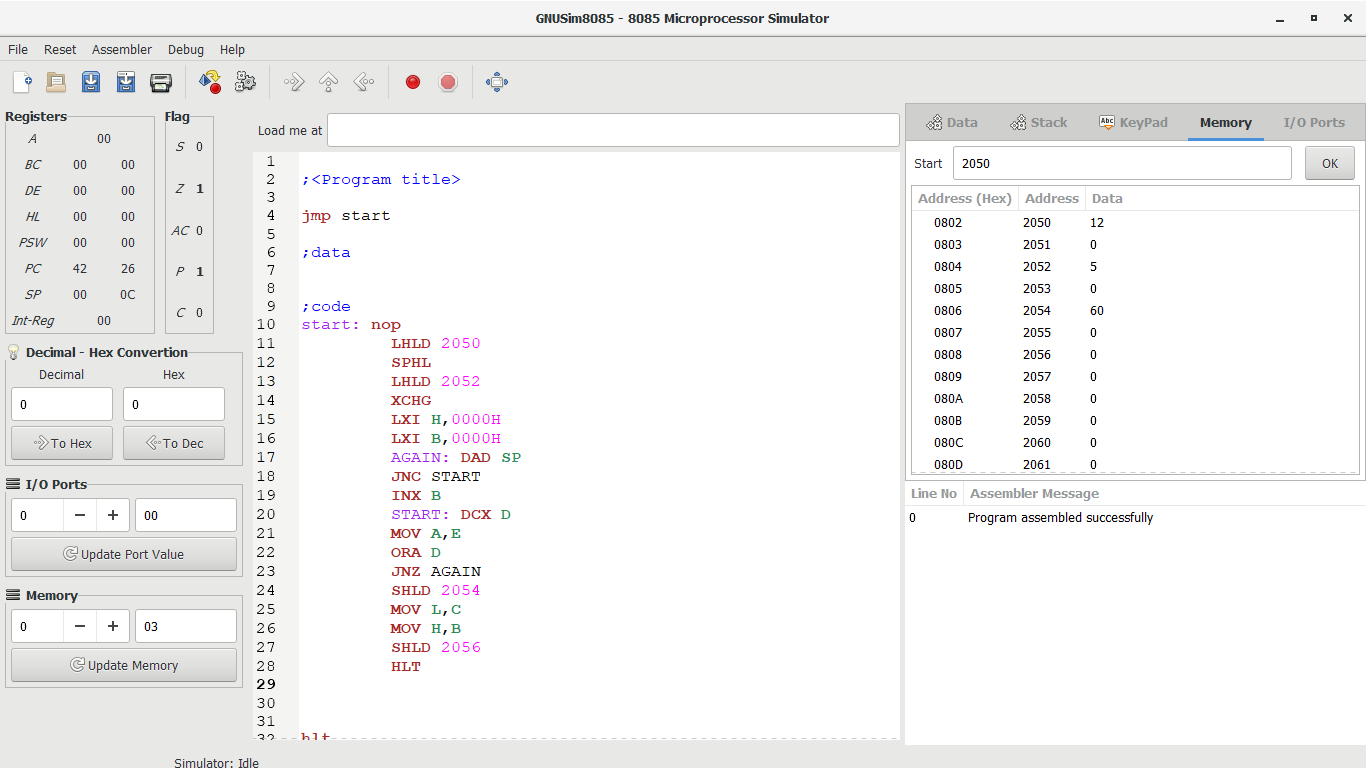 GNUSim8085 - 8085 Microprocessor Simulator
File Reset Assembler Debug Help
Registers
A 00
BC 00 00
DE 00 00
HL 00 00
PSW 00 00
PC 42 26
SP 00 0C
Int-Reg 00
Flag
S 0
Z 1
AC 0
P 1
C 0
Decimal - Hex Convertion
Decimal Hex
0 0
To Hex To Dec
I/O Ports
0 − + 00
Update Port Value
Memory
0 − + 03
Update Memory
Load me at
1
2 ;<Program title>
3
4 jmp start
5
6 ;data
7
8
9 ;code
10 start: nop
11 LHLD 2050
12 SPHL
13 LHLD 2052
14 XCHG
15 LXI H,0000H
16 LXI B,0000H
17 AGAIN: DAD SP
18 JNC START
19 INX B
20 START: DCX D
21 MOV A,E
22 ORA D
23 JNZ AGAIN
24 SHLD 2054
25 MOV L,C
26 MOV H,B
27 SHLD 2056
28 HLT
29
30
31
32 hlt
Data Stack Abc KeyPad Memory I/O Ports
Start 2050 OK
Address (Hex) Address Data
0802 2050 12
0803 2051 0
0804 2052 5
0805 2053 0
0806 2054 60
0807 2055 0
0808 2056 0
0809 2057 0
080A 2058 0
080B 2059 0
080C 2060 0
080D 2061 0
Line No Assembler Message
0 Program assembled successfully
Simulator: Idle